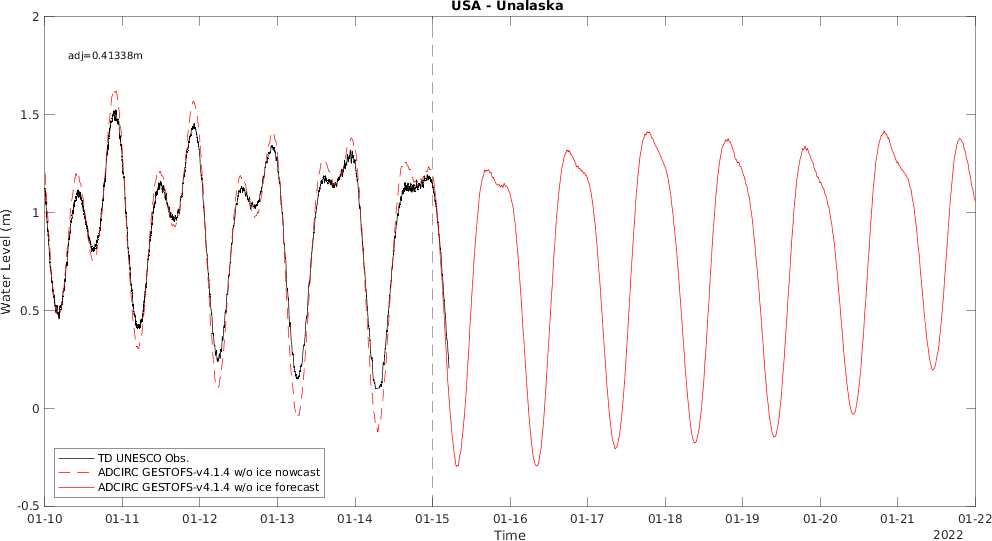 USA - Unalaska
2
1.5
1
0.5
0
-0.5
Water Level (m)
adj=0.41338m
TD UNESCO Obs.
ADCIRC GESTOFS-v4.1.4 w/o ice nowcast
ADCIRC GESTOFS-v4.1.4 w/o ice forecast
01-10 01-11 01-12 01-13 01-14 01-15 01-16 01-17 01-18 01-19 01-20 01-21 01-22
Time
2022